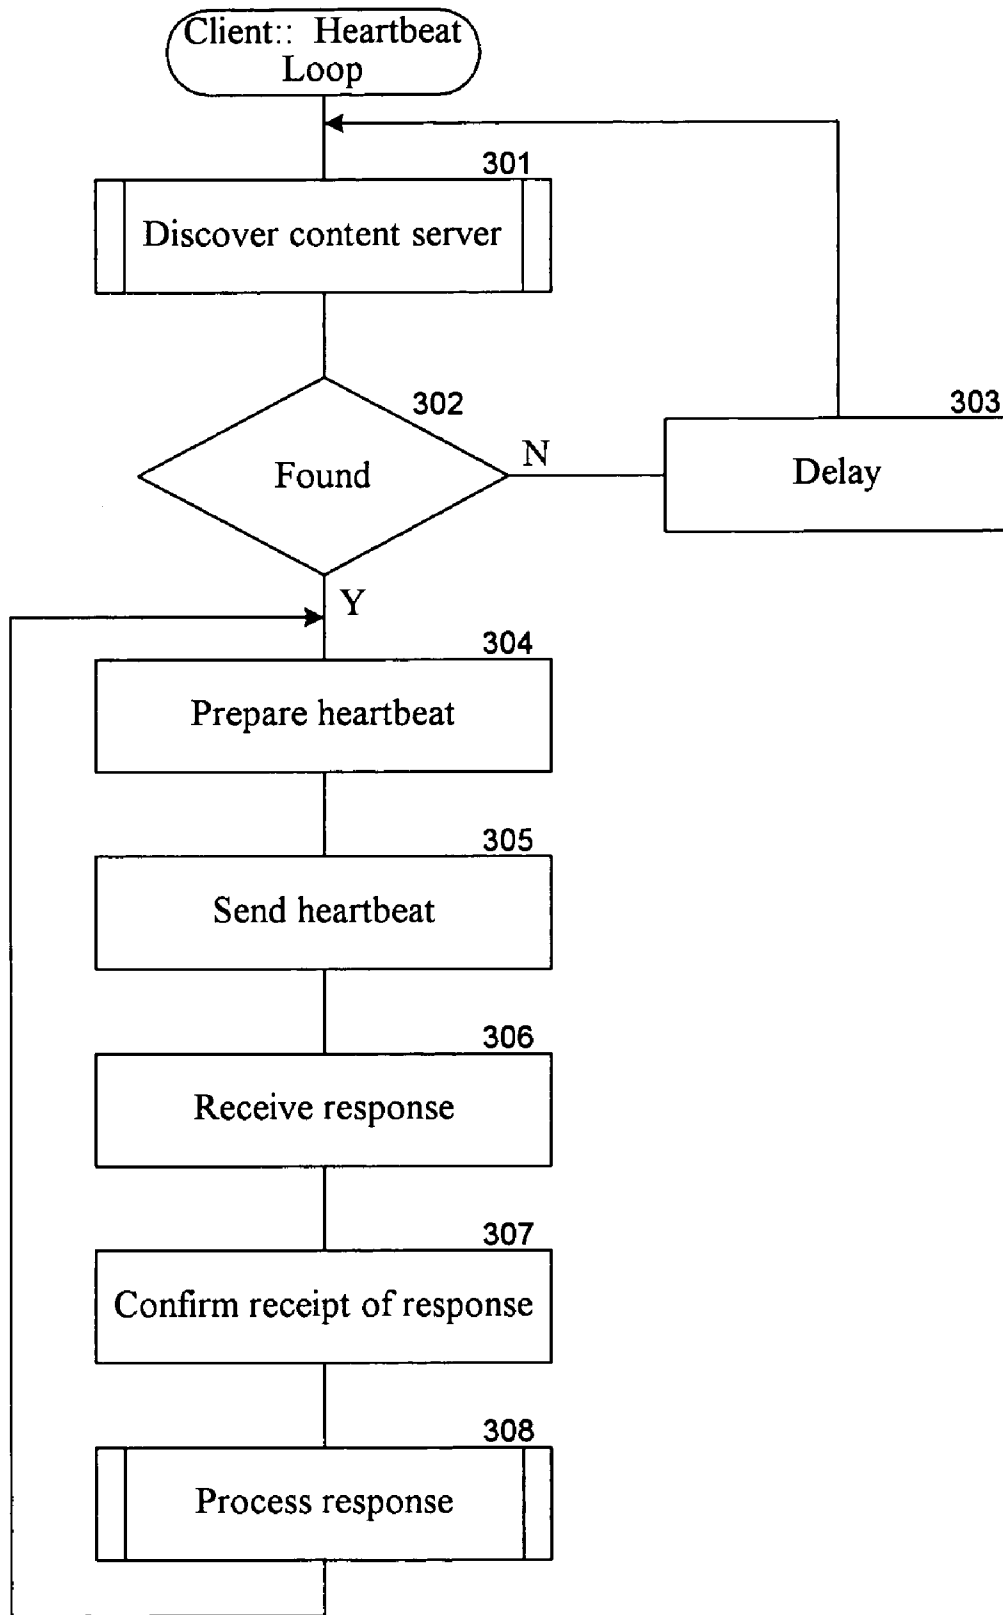 Client:: Heartbeat
Loop
301
Discover content server
302
Found
N
303
Delay
Y
304
Prepare heartbeat
305
Send heartbeat
306
Receive response
307
Confirm receipt of response
308
Process response